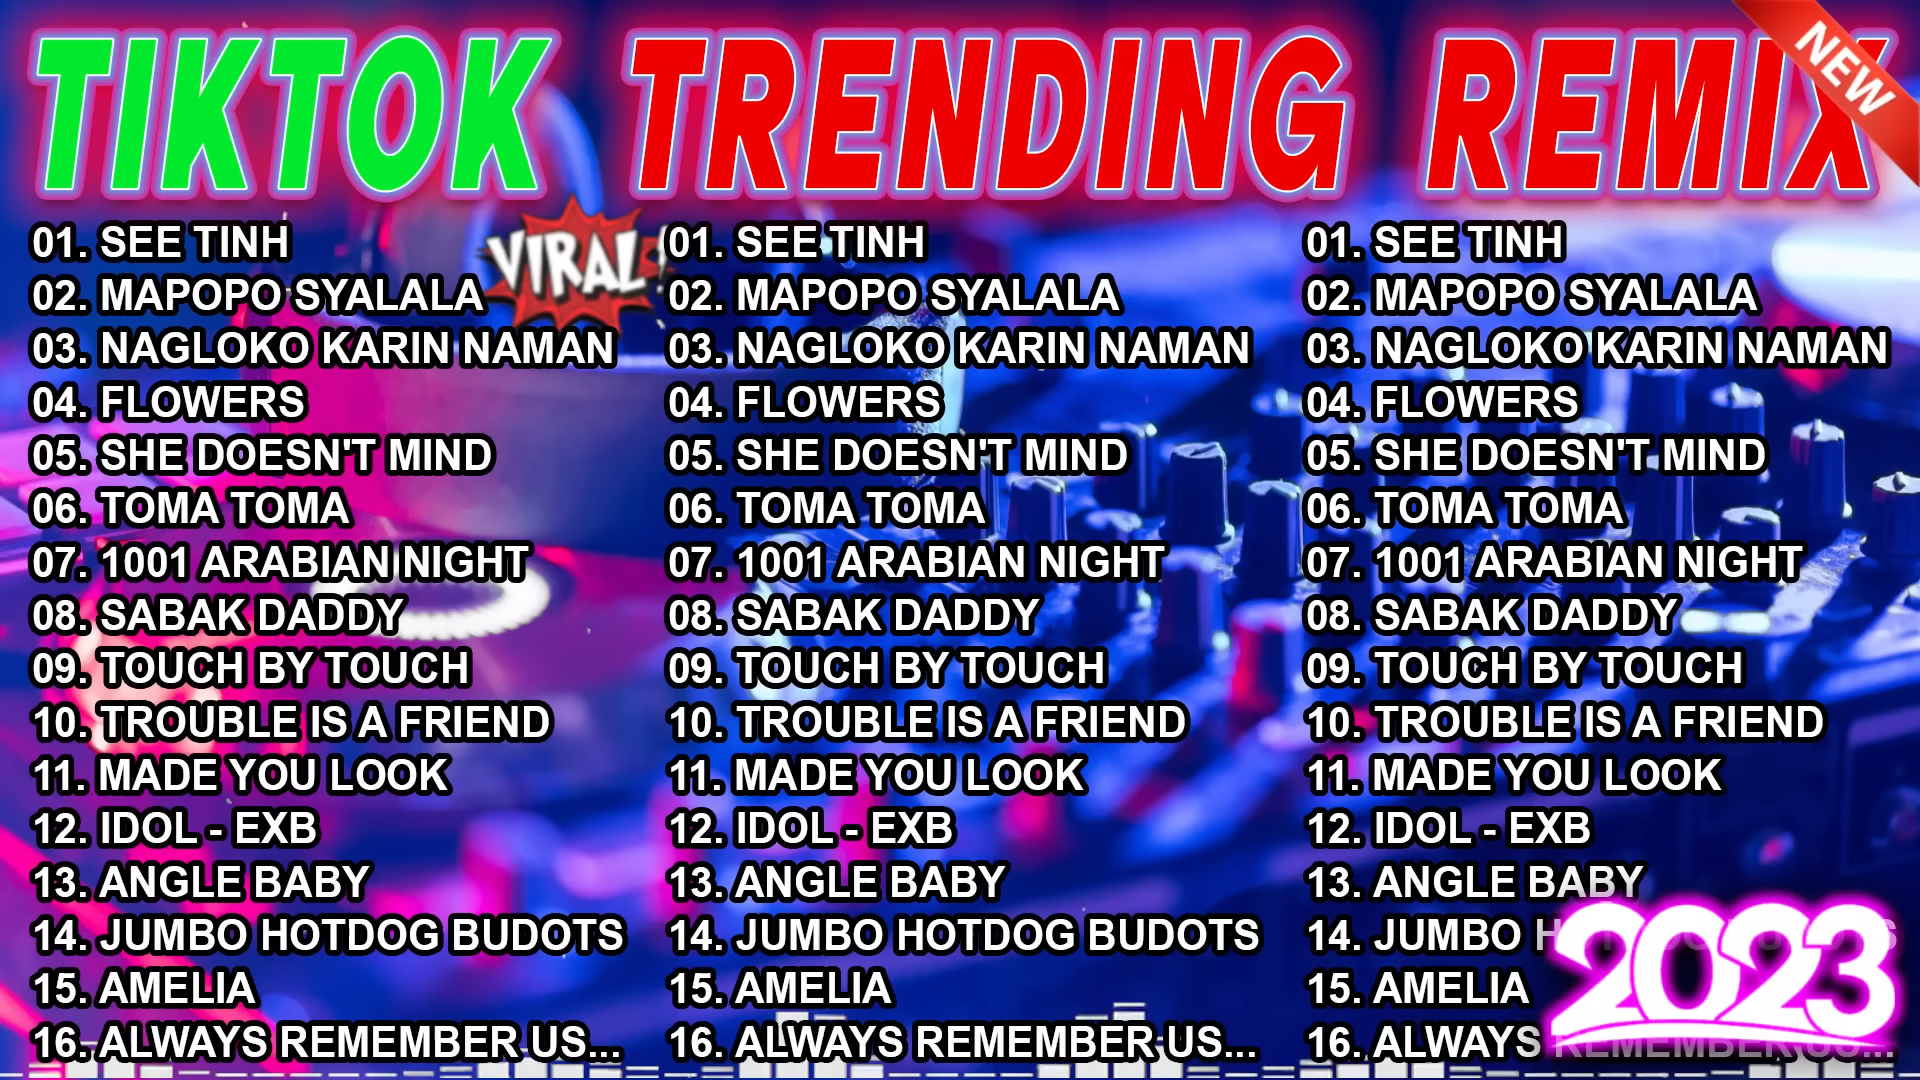 TIKTOK TRENDING REMIX
NEW
VIRAL!
01. SEE TINH
02. MAPOPO SYALALA
03. NAGLOKO KARIN NAMAN
04. FLOWERS
05. SHE DOESN'T MIND
06. TOMA TOMA
07. 1001 ARABIAN NIGHT
08. SABAK DADDY
09. TOUCH BY TOUCH
10. TROUBLE IS A FRIEND
11. MADE YOU LOOK
12. IDOL - EXB
13. ANGLE BABY
14. JUMBO HOTDOG BUDOTS
15. AMELIA
16. ALWAYS REMEMBER US...
01. SEE TINH
02. MAPOPO SYALALA
03. NAGLOKO KARIN NAMAN
04. FLOWERS
05. SHE DOESN'T MIND
06. TOMA TOMA
07. 1001 ARABIAN NIGHT
08. SABAK DADDY
09. TOUCH BY TOUCH
10. TROUBLE IS A FRIEND
11. MADE YOU LOOK
12. IDOL - EXB
13. ANGLE BABY
14. JUMBO HOTDOG BUDOTS
15. AMELIA
16. ALWAYS REMEMBER US...
01. SEE TINH
02. MAPOPO SYALALA
03. NAGLOKO KARIN NAMAN
04. FLOWERS
05. SHE DOESN'T MIND
06. TOMA TOMA
07. 1001 ARABIAN NIGHT
08. SABAK DADDY
09. TOUCH BY TOUCH
10. TROUBLE IS A FRIEND
11. MADE YOU LOOK
12. IDOL - EXB
13. ANGLE BABY
14. JUMBO HOTDOG BUDOTS
15. AMELIA
16. ALWAYS REMEMBER US...
2023